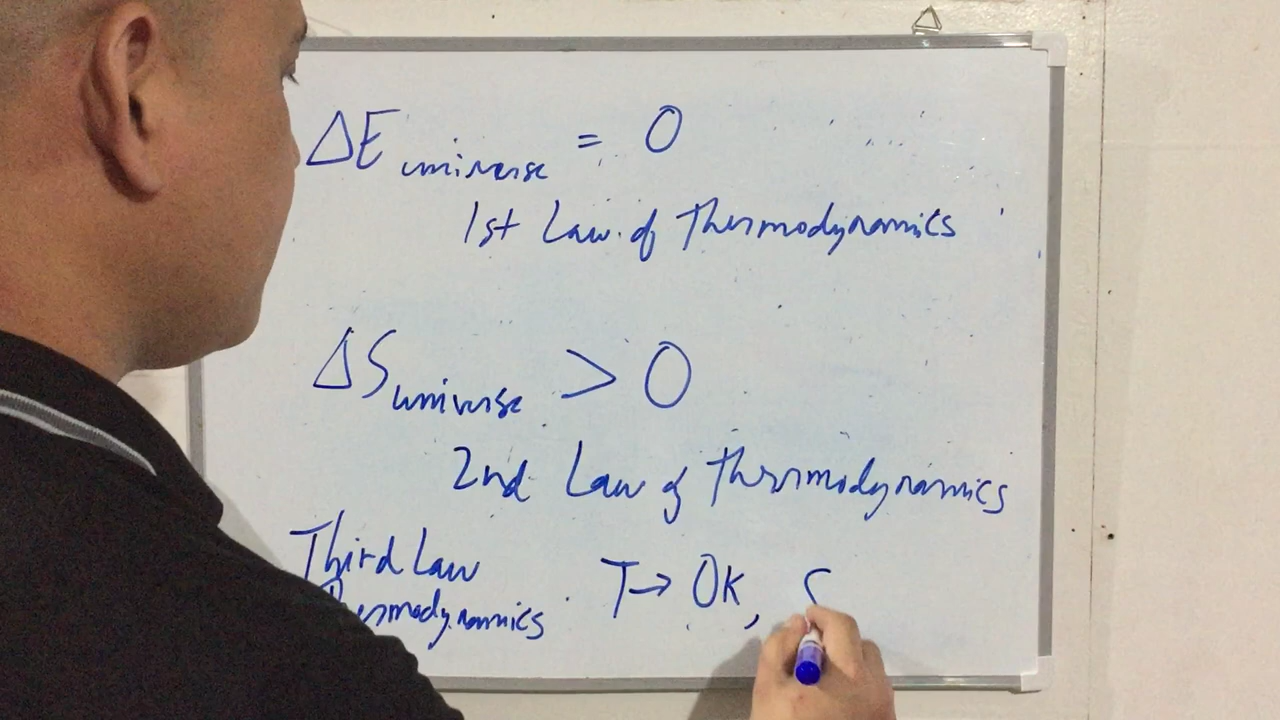 ΔE universe = 0
1st Law of Thermodynamics
ΔS universe > 0
2nd Law of Thermodynamics
Third Law
Thermodynamics
T → 0K, S